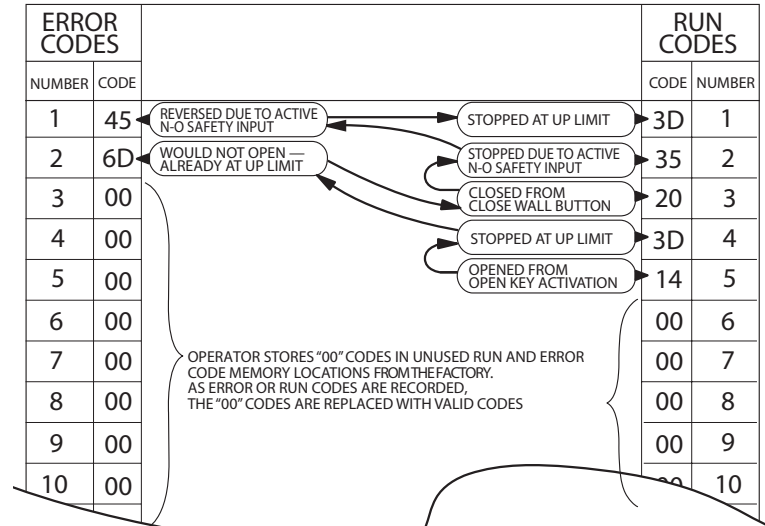 ERROR
CODES
RUN
CODES
NUMBER CODE
CODE NUMBER
1 45 REVERSED DUE TO ACTIVE
N-O SAFETY INPUT
STOPPED AT UP LIMIT 3D 1
2 6D WOULD NOT OPEN —
ALREADY AT UP LIMIT
STOPPED DUE TO ACTIVE
N-O SAFETY INPUT
35 2
3 00
CLOSED FROM
CLOSE WALL BUTTON
20 3
4 00
STOPPED AT UP LIMIT 3D 4
5 00
OPENED FROM
OPEN KEY ACTIVATION
14 5
6 00
00 6
7 00
00 7
OPERATOR STORES “00” CODES IN UNUSED RUN AND ERROR
CODE MEMORY LOCATIONS FROM THE FACTORY.
AS ERROR OR RUN CODES ARE RECORDED,
THE “00” CODES ARE REPLACED WITH VALID CODES
8 00
00 8
9 00
00 9
10 00
00 10